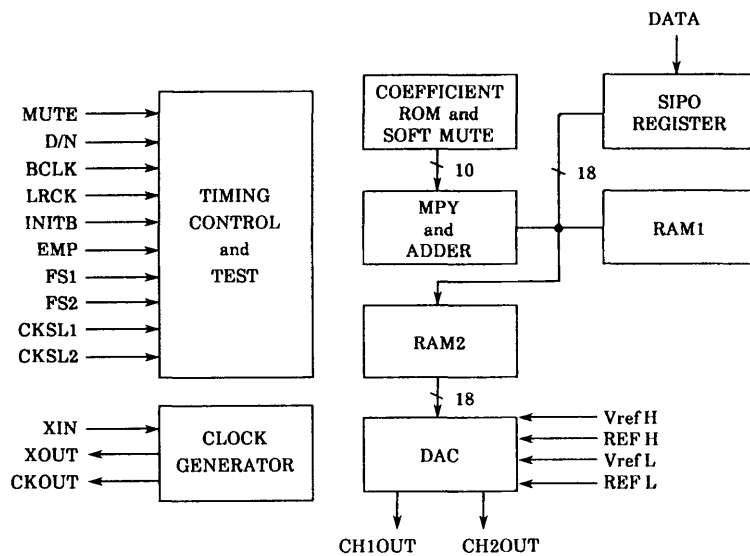 DATA
MUTE
D/N
BCLK
LRCK
INITB
EMP
FS1
FS2
CKSL1
CKSL2
TIMING
CONTROL
and
TEST
COEFFICIENT
ROM and
SOFT MUTE
10
MPY
and
ADDER
SIPO
REGISTER
18
RAM1
RAM2
18
XIN
XOUT
CKOUT
CLOCK
GENERATOR
DAC
Vref H
REF H
Vref L
REF L
CH1OUT
CH2OUT